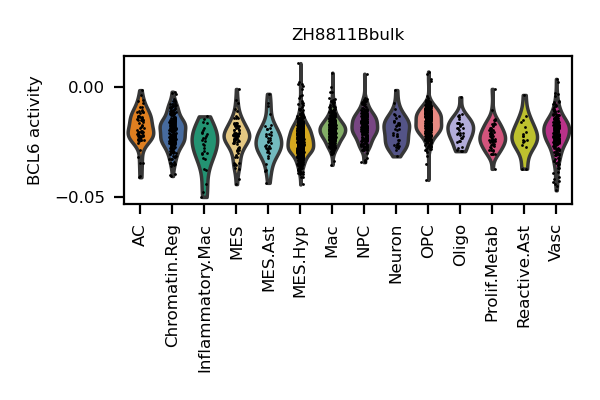 ZH8811Bbulk
BCL6 activity
0.00
−0.05
AC
Chromatin.Reg
Inflammatory.Mac
MES
MES.Ast
MES.Hyp
Mac
NPC
Neuron
OPC
Oligo
Prolif.Metab
Reactive.Ast
Vasc